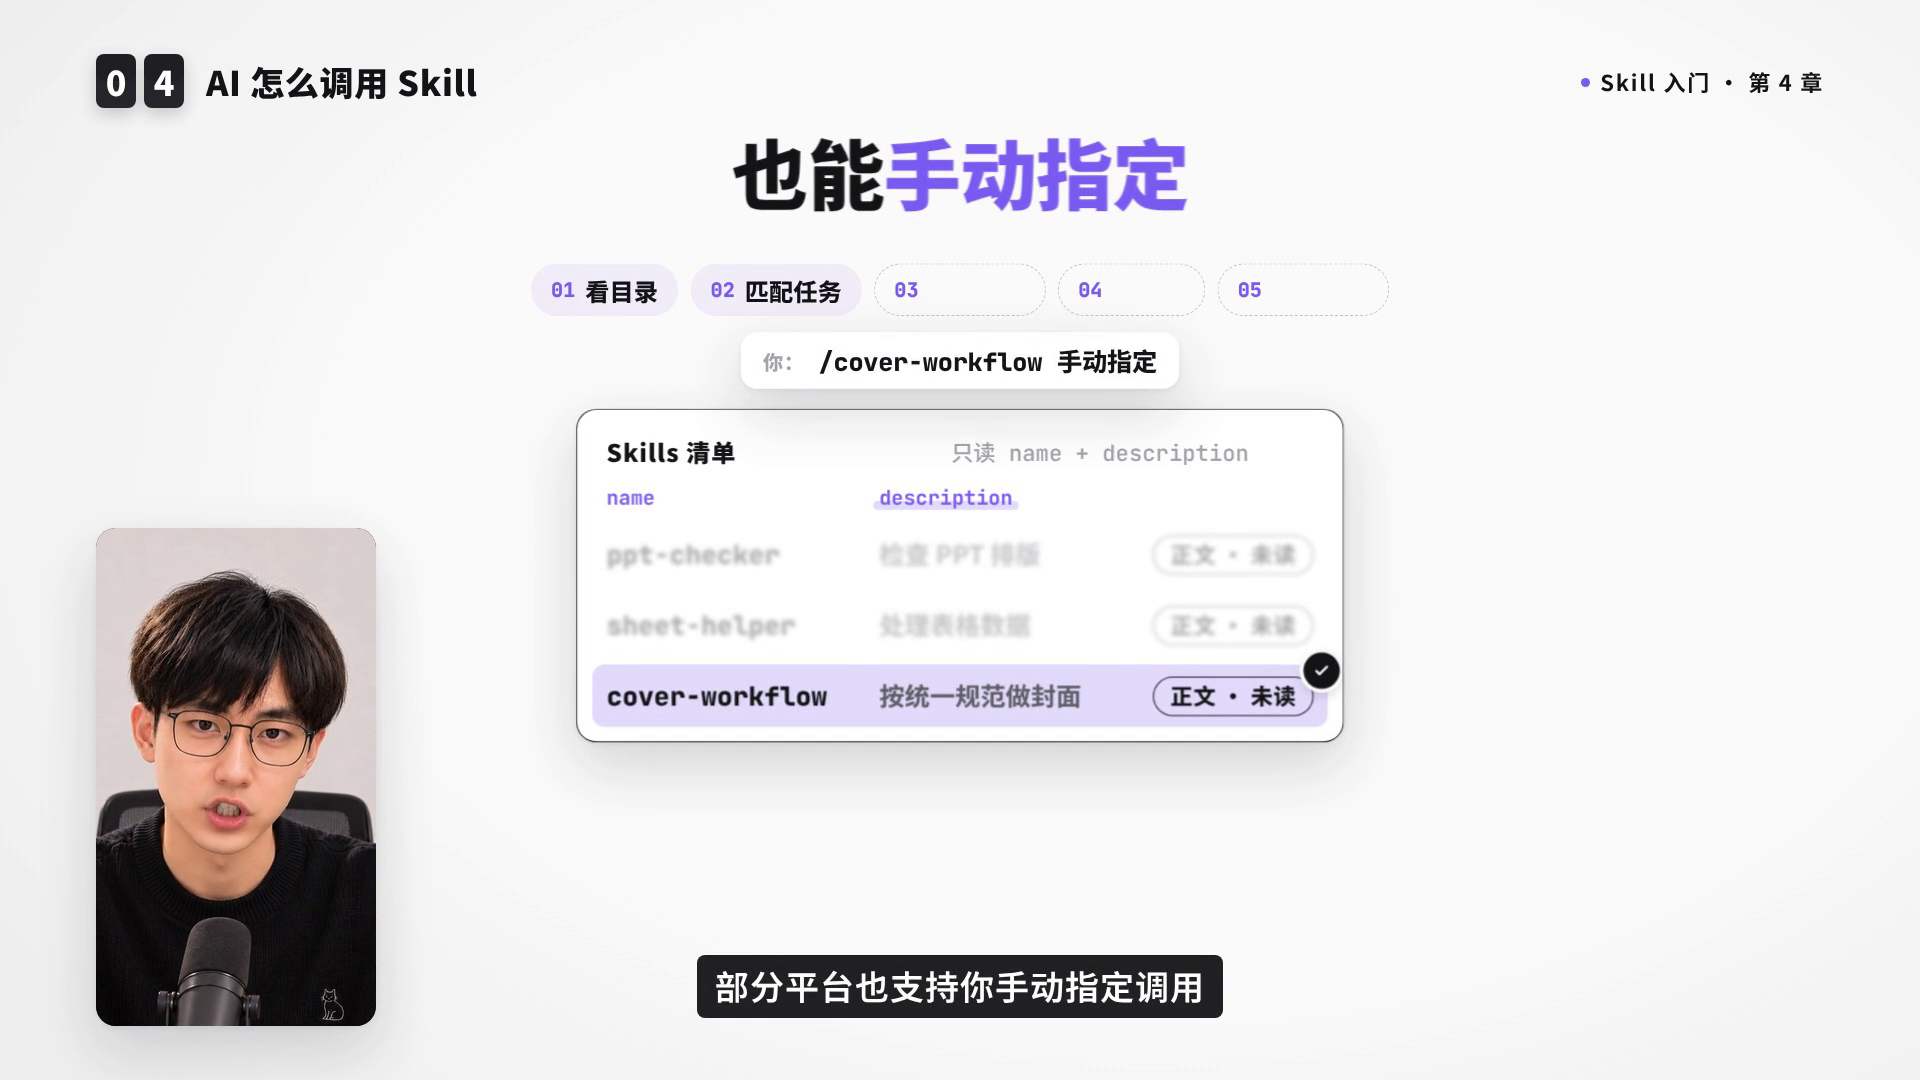 04 AI 怎么调用 Skill
Skill 入门 · 第 4 章
也能手动指定
01 看目录
02 匹配任务
03
04
05
你： /cover-workflow 手动指定
Skills 清单 只读 name + description
name description
ppt-checker 检查 PPT 排版 正文 · 未读
sheet-helper 处理表格数据 正文 · 未读
cover-workflow 按统一规范做封面 正文 · 未读
部分平台也支持你手动指定调用